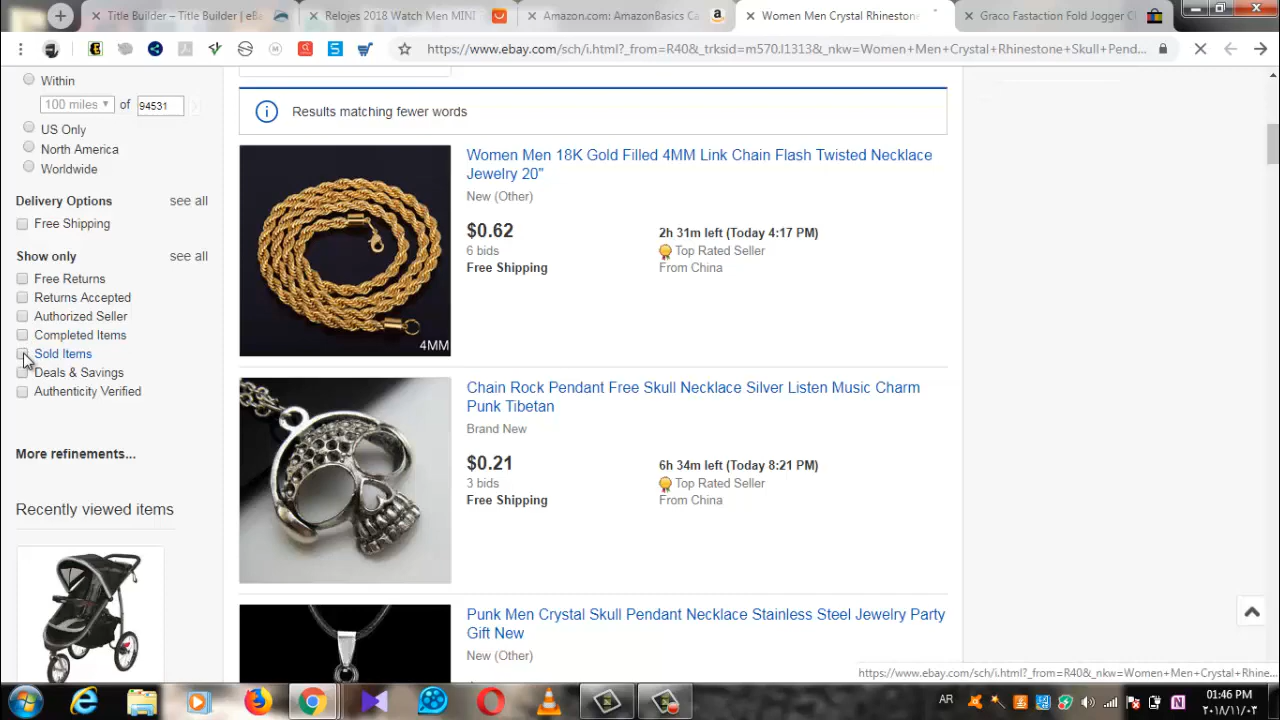 Title Builder – Title Builder | eBa
Relojes 2018 Watch Men MINI
Amazon.com: AmazonBasics Ca
Women Men Crystal Rhinestone
Graco Fastaction Fold Jogger Cl
https://www.ebay.com/sch/i.html?_from=R40&_trksid=m570.l1313&_nkw=Women+Men+Crystal+Rhinestone+Skull+Pend...
Within
100 miles of 94531
US Only
North America
Worldwide
Delivery Options see all
Free Shipping
Show only see all
Free Returns
Returns Accepted
Authorized Seller
Completed Items
Sold Items
Deals & Savings
Authenticity Verified
More refinements...
Recently viewed items
Results matching fewer words
4MM
Women Men 18K Gold Filled 4MM Link Chain Flash Twisted Necklace
Jewelry 20"
New (Other)
$0.62
6 bids
Free Shipping
2h 31m left (Today 4:17 PM)
Top Rated Seller
From China
Chain Rock Pendant Free Skull Necklace Silver Listen Music Charm
Punk Tibetan
Brand New
$0.21
3 bids
Free Shipping
6h 34m left (Today 8:21 PM)
Top Rated Seller
From China
Punk Men Crystal Skull Pendant Necklace Stainless Steel Jewelry Party
Gift New
New (Other)
https://www.ebay.com/sch/i.html?_from=R40&_nkw=Women+Men+Crystal+Rhine...
AR
01:46 PM
٢٠١٨/١١/٠٣